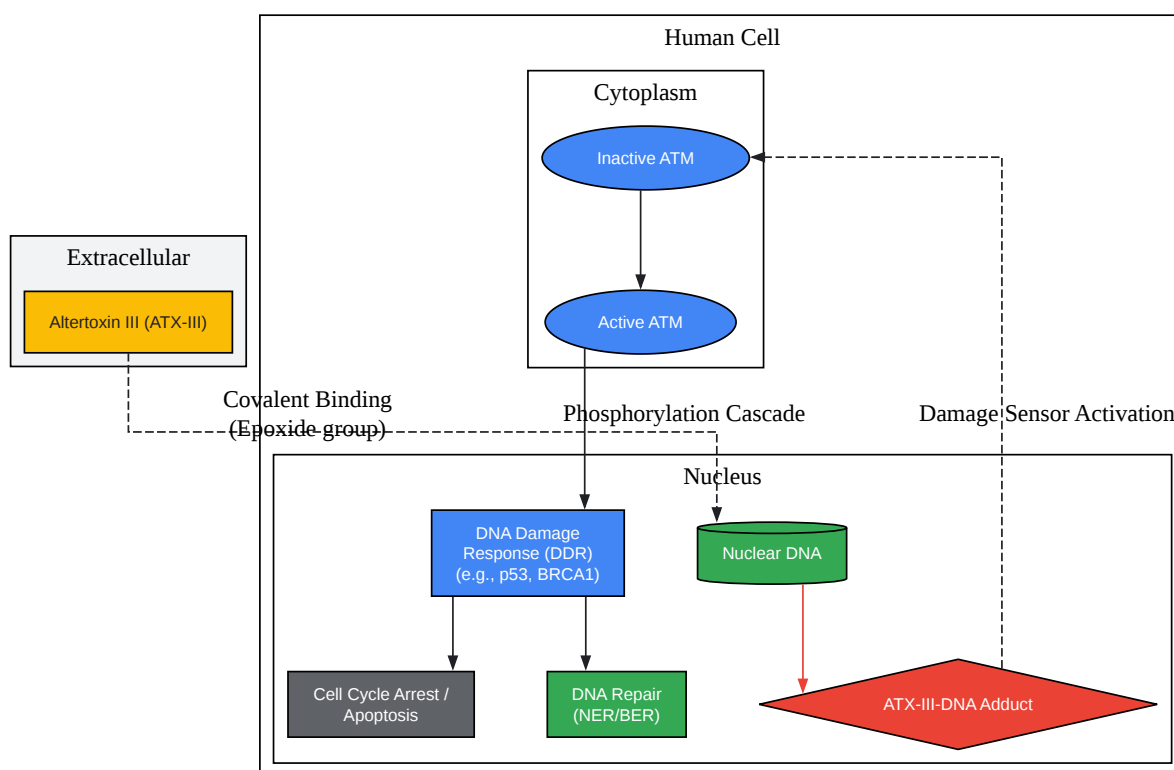 Human Cell
Cytoplasm
Inactive ATM
Extracellular
Altertoxin III (ATX-III)
Active ATM
Covalent Binding
(Epoxide group)
Phosphorylation Cascade
Damage Sensor Activation
Nucleus
DNA Damage
Response (DDR)
(e.g., p53, BRCA1)
Nuclear DNA
Cell Cycle Arrest /
Apoptosis
DNA Repair
(NER/BER)
ATX-III-DNA Adduct